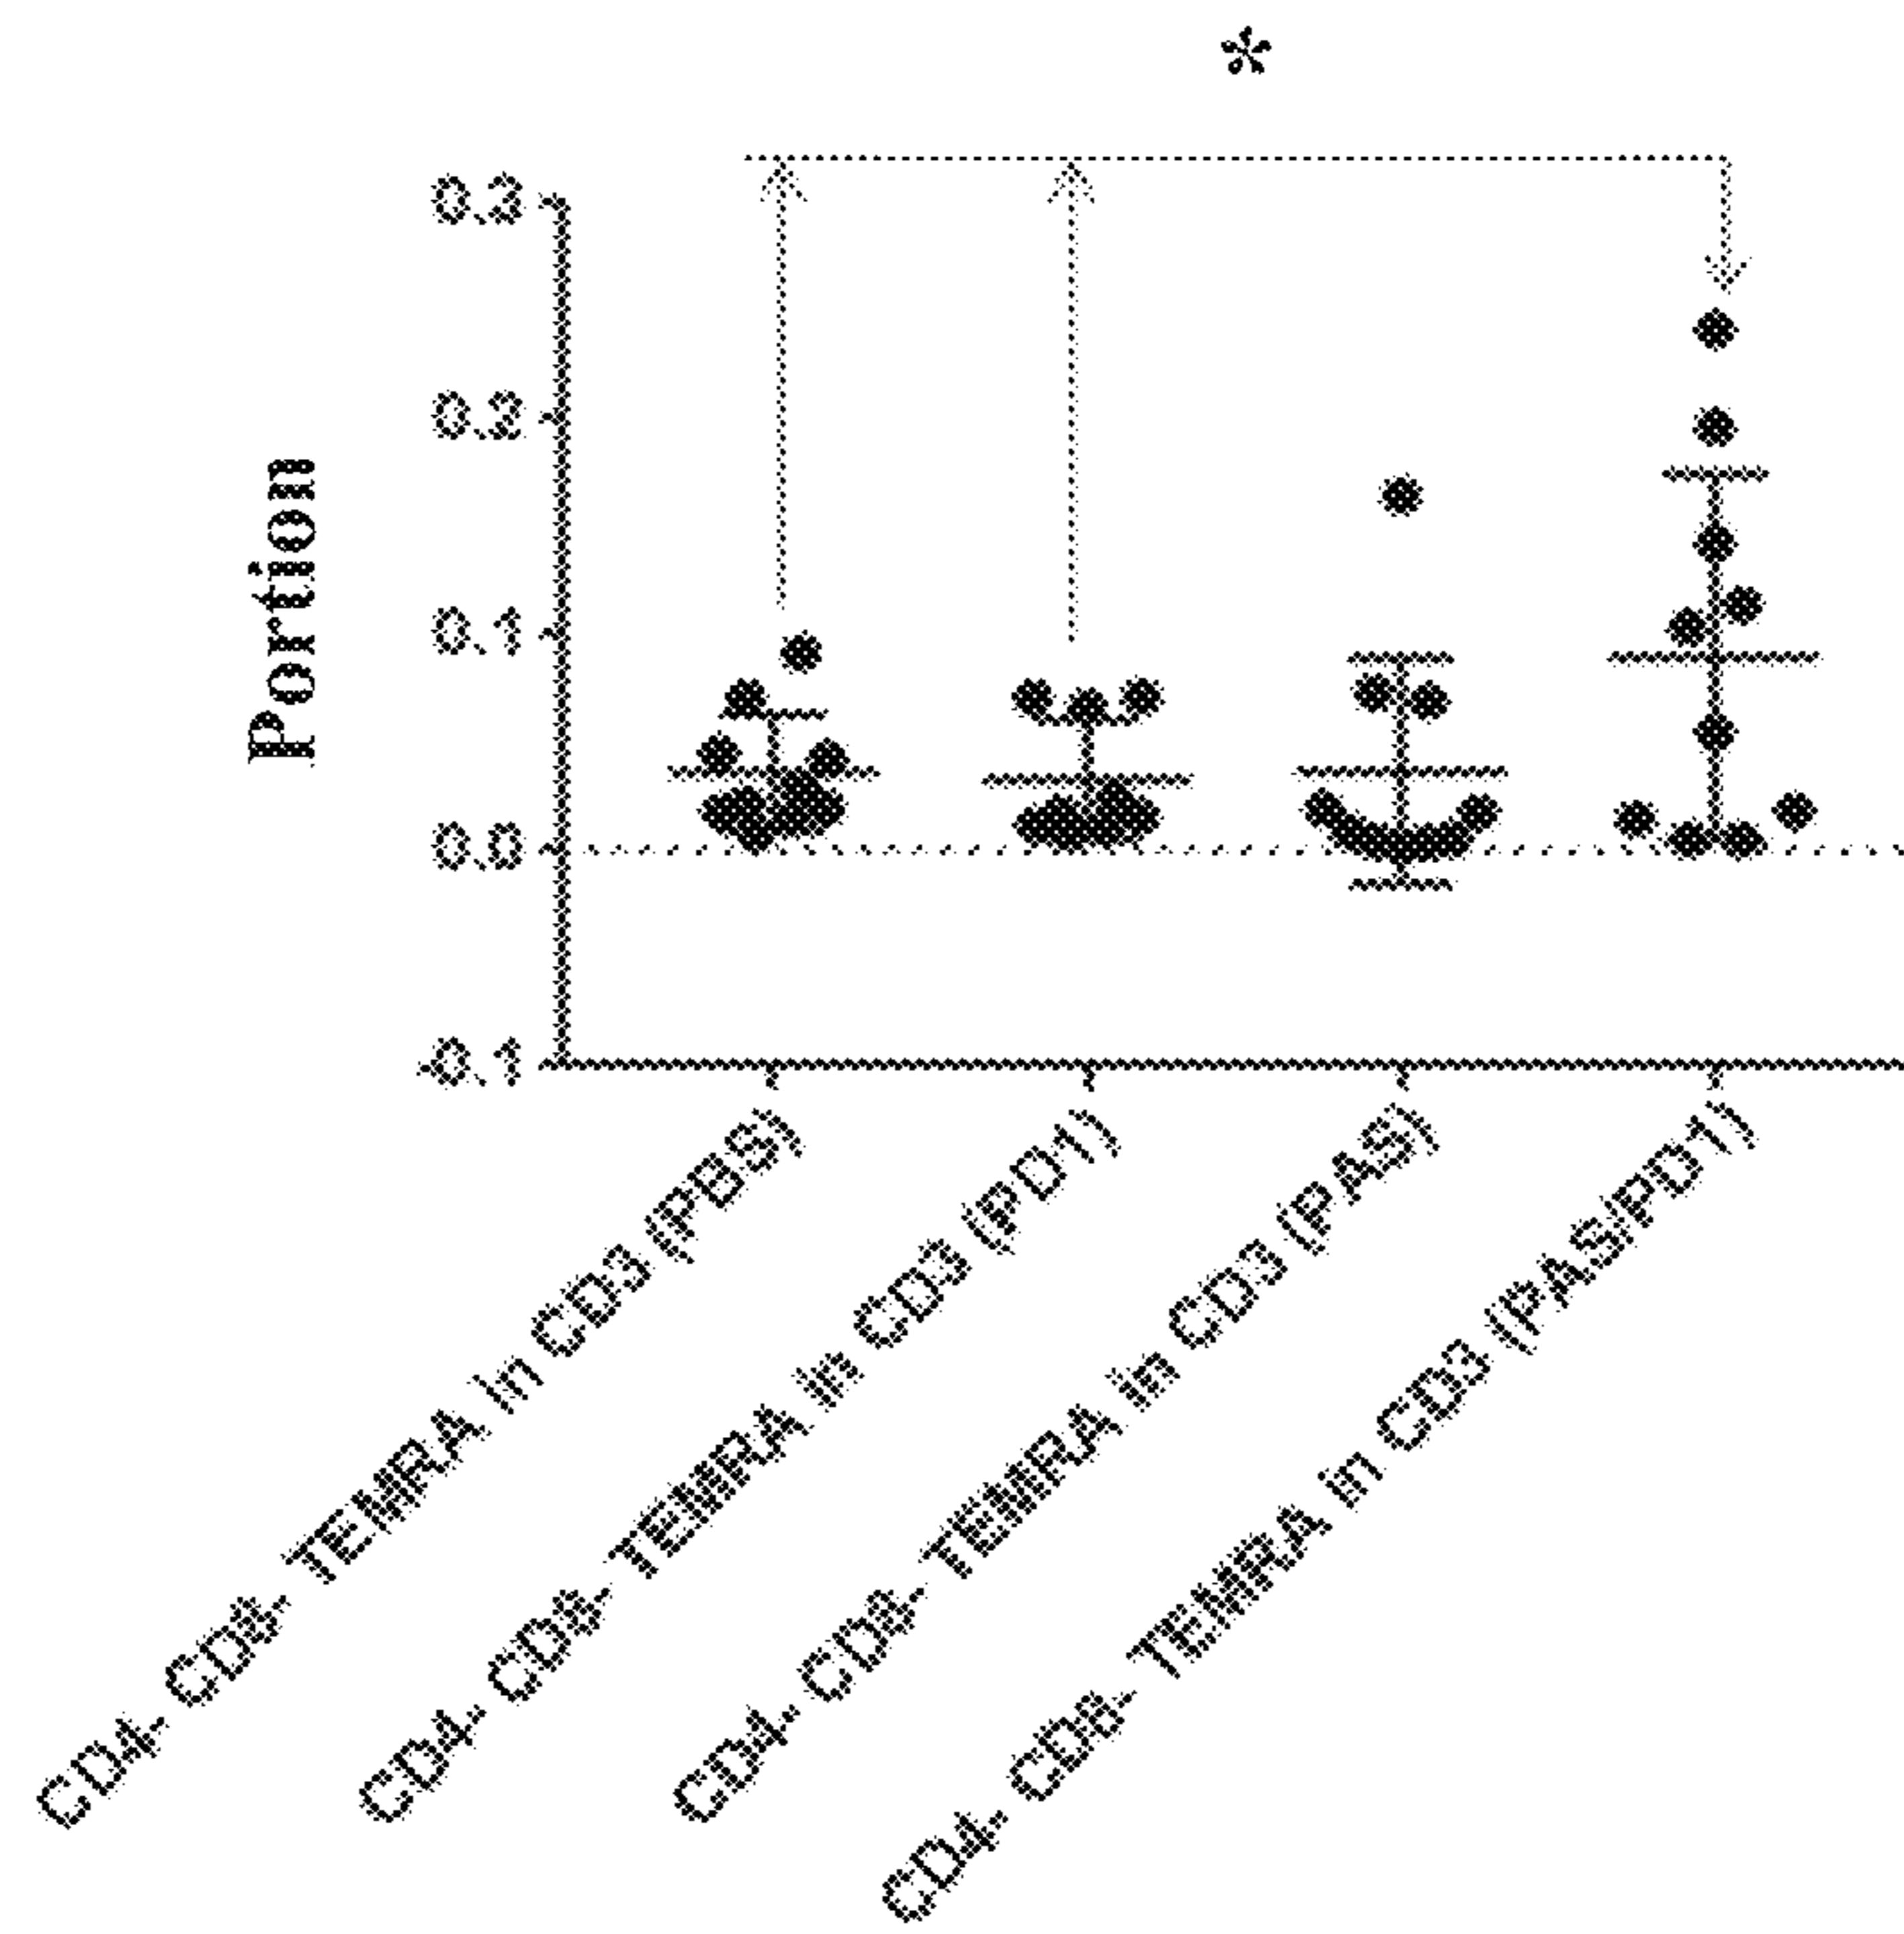 *
Portion
0.3
0.2
0.1
0.0
-0.1
CD4- CD8- TEMRA in CD3 (PBS)
CD4- CD8- TEMRA in CD3 (PD1)
CD4- CD8- TEMRA in CD3 (PAS)
CD4- CD8- TEMRA in CD3 (PAS/PD1)